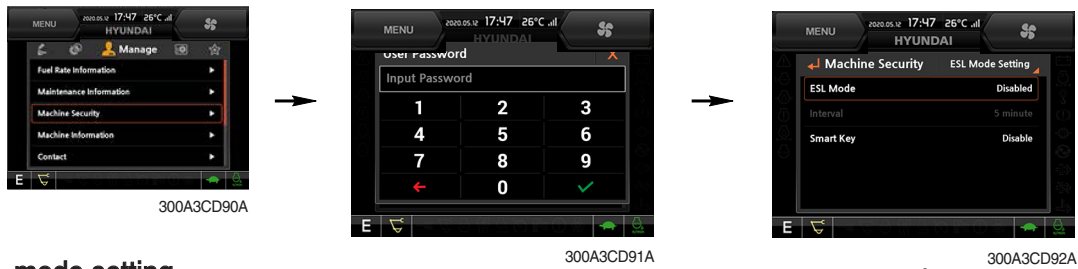 MENU
2020.05.12 17:47 26°C
HYUNDAI
Manage
Fuel Rate Information
Maintenance Information
Machine Security
Machine Information
Contact
E
300A3CD90A
MENU
2020.05.12 17:47 26°C
HYUNDAI
User Password X
Input Password
1 2 3
4 5 6
7 8 9
0
E
300A3CD91A
MENU
2020.05.12 17:47 26°C
HYUNDAI
Machine Security ESL Mode Setting
ESL Mode Disabled
Interval 5 minute
Smart Key Disable
E
300A3CD92A
mode setting